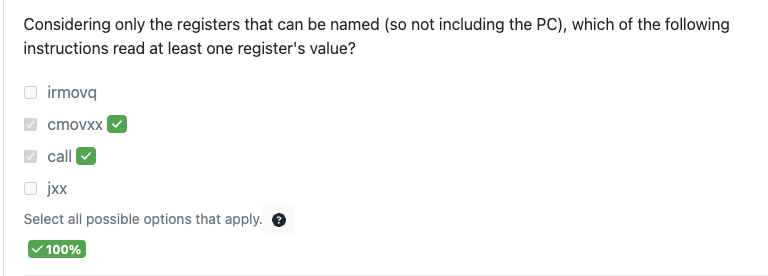 Considering only the registers that can be named (so not including the PC), which of the following
instructions read at least one register's value?
irmovq
cmovxx
call
jxx
Select all possible options that apply. ?
100%